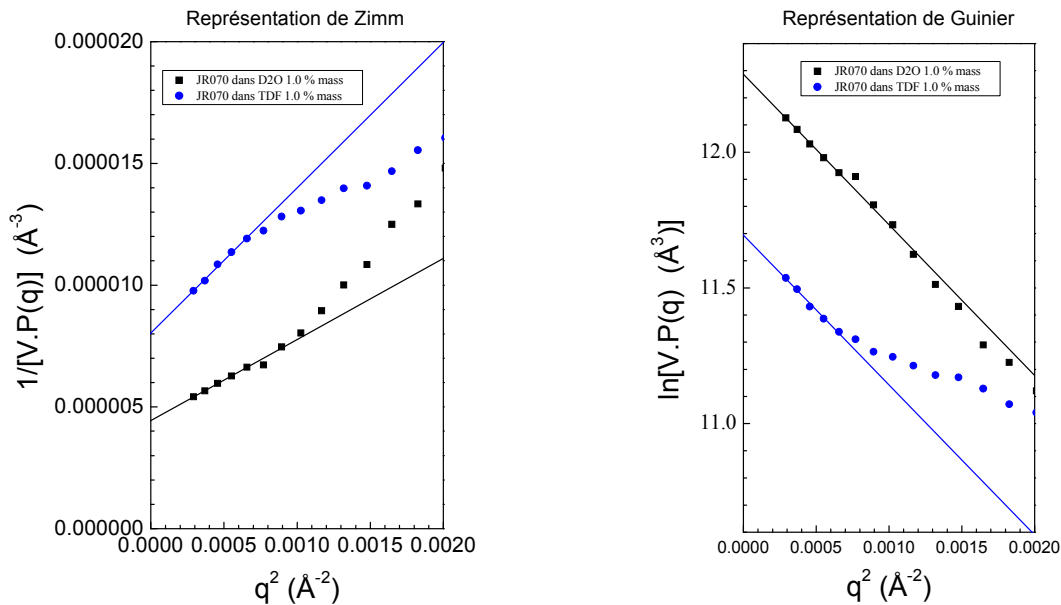 Représentation de Zimm
0.000020
0.000015
0.000010
0.000005
0.000000
1/[V.P(q)] (Å-3)
JR070 dans D2O 1.0 % mass
JR070 dans TDF 1.0 % mass
0.0000 0.0005 0.0010 0.0015 0.0020
q2 (Å-2)
Représentation de Guinier
12.0
11.5
11.0
ln[V.P(q) (Å3)]
JR070 dans D2O 1.0 % mass
JR070 dans TDF 1.0 % mass
0.0000 0.0005 0.0010 0.0015 0.0020
q2 (Å-2)